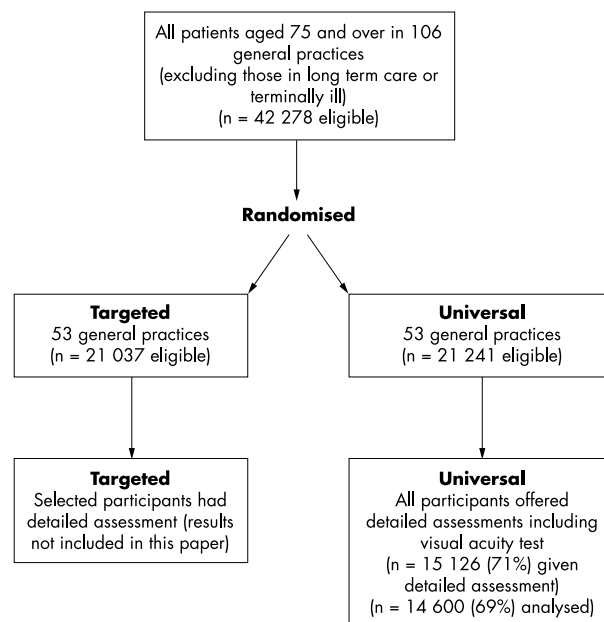 All patients aged 75 and over in 106
general practices
(excluding those in long term care or
terminally ill)
(n = 42 278 eligible)
Randomised
Targeted
53 general practices
(n = 21 037 eligible)
Universal
53 general practices
(n = 21 241 eligible)
Targeted
Selected participants had
detailed assessment (results
not included in this paper)
Universal
All participants offered
detailed assessments including
visual acuity test
(n = 15 126 (71%) given
detailed assessment)
(n = 14 600 (69%) analysed)